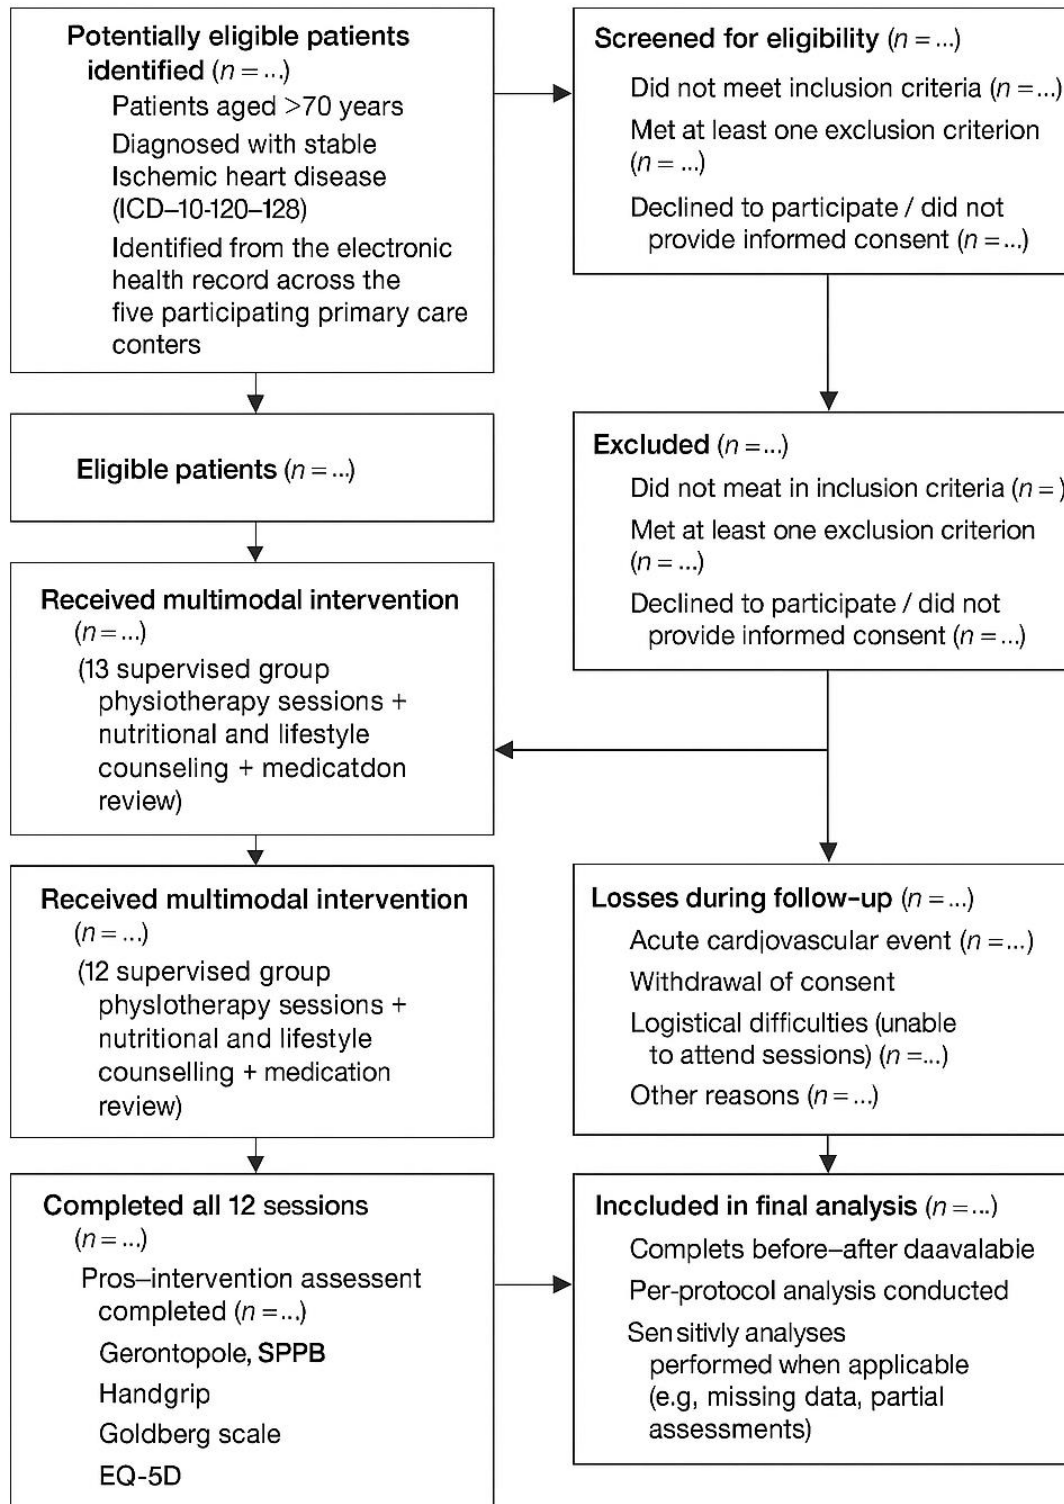 Potentially eligible patients
identified (n = ...)
Patients aged >70 years
Diagnosed with stable
Ischemic heart disease
(ICD–10-120–128)
Identified from the electronic
health record across the
five participating primary care
conters
Screened for eligibility (n = ...)
Did not meet inclusion criteria (n = ...)
Met at least one exclusion criterion
(n = ...)
Declined to participate / did not
provide informed consent (n = ...)
Eligible patients (n = ...)
Excluded (n = ...)
Did not meat in inclusion criteria (n = )
Met at least one exclusion criterion
(n = ...)
Declined to participate / did not
provide informed consent (n = ...)
Received multimodal intervention
(n = ...)
(13 supervised group
physiotherapy sessions +
nutritional and lifestyle
counseling + medicatdon
review)
Received multimodal intervention
(n = ...)
(12 supervised group
physlotherapy sessions +
nutritional and lifestyle
counselling + medication
review)
Losses during follow–up (n = ...)
Acute cardjovascular event (n = ...)
Withdrawal of consent
Logistical difficulties (unable
to attend sessions) (n =...)
Other reasons (n = ...)
Completed all 12 sessions
(n = ...)
Pros–intervention assessent
completed (n = ...)
Gerontopole, SPPB
Handgrip
Goldberg scale
EQ-5D
Inccluded in final analysis (n = ...)
Complets before–after daavalabie
Per-protocol analysis conducted
Sensitivly analyses
performed when applicable
(e.g, missing data, partial
assessments)